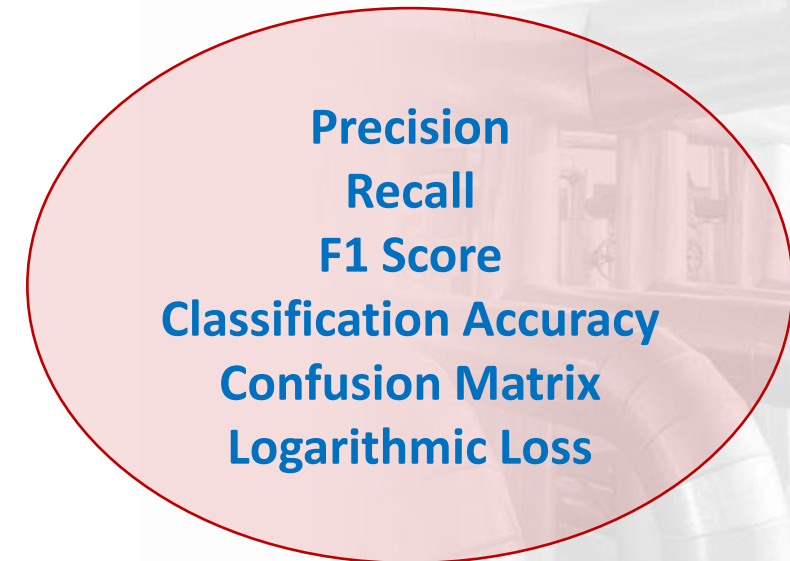 Precision
Recall
F1 Score
Classification Accuracy
Confusion Matrix
Logarithmic Loss